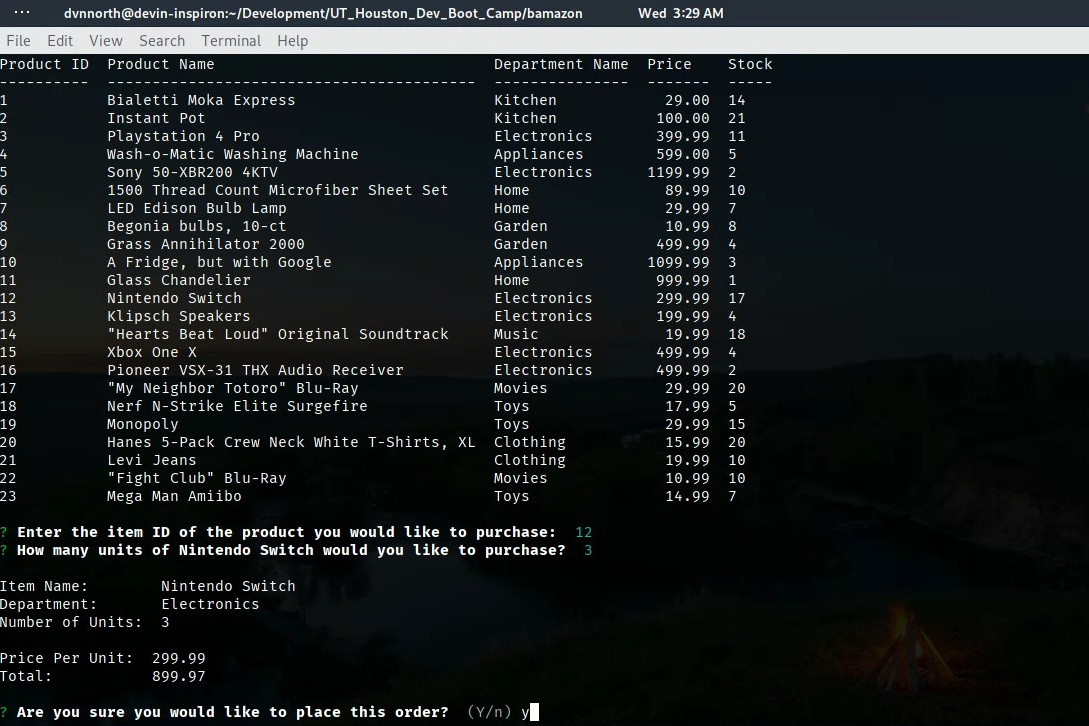 ··· dvnnorth@devin-inspiron:~/Development/UT_Houston_Dev_Boot_Camp/bamazon Wed 3:29 AM
File Edit View Search Terminal Help
Product ID  Product Name                               Department Name  Price    Stock
----------  -----------------------------------------  ---------------  -------  -----
1           Bialetti Moka Express                      Kitchen            29.00  14
2           Instant Pot                                Kitchen           100.00  21
3           Playstation 4 Pro                          Electronics       399.99  11
4           Wash-o-Matic Washing Machine               Appliances        599.00  5
5           Sony 50-XBR200 4KTV                        Electronics      1199.99  2
6           1500 Thread Count Microfiber Sheet Set     Home               89.99  10
7           LED Edison Bulb Lamp                       Home               29.99  7
8           Begonia bulbs, 10-ct                       Garden             10.99  8
9           Grass Annihilator 2000                     Garden            499.99  4
10          A Fridge, but with Google                  Appliances       1099.99  3
11          Glass Chandelier                           Home              999.99  1
12          Nintendo Switch                            Electronics       299.99  17
13          Klipsch Speakers                           Electronics       199.99  4
14          "Hearts Beat Loud" Original Soundtrack     Music              19.99  18
15          Xbox One X                                 Electronics       499.99  4
16          Pioneer VSX-31 THX Audio Receiver          Electronics       499.99  2
17          "My Neighbor Totoro" Blu-Ray               Movies             29.99  20
18          Nerf N-Strike Elite Surgefire              Toys               17.99  5
19          Monopoly                                   Toys               29.99  15
20          Hanes 5-Pack Crew Neck White T-Shirts, XL  Clothing           15.99  20
21          Levi Jeans                                 Clothing           19.99  10
22          "Fight Club" Blu-Ray                       Movies             10.99  10
23          Mega Man Amiibo                            Toys               14.99  7
? Enter the item ID of the product you would like to purchase:  12
? How many units of Nintendo Switch would you like to purchase?  3
Item Name:        Nintendo Switch
Department:       Electronics
Number of Units:  3
Price Per Unit:  299.99
Total:           899.97
? Are you sure you would like to place this order?  (Y/n) y